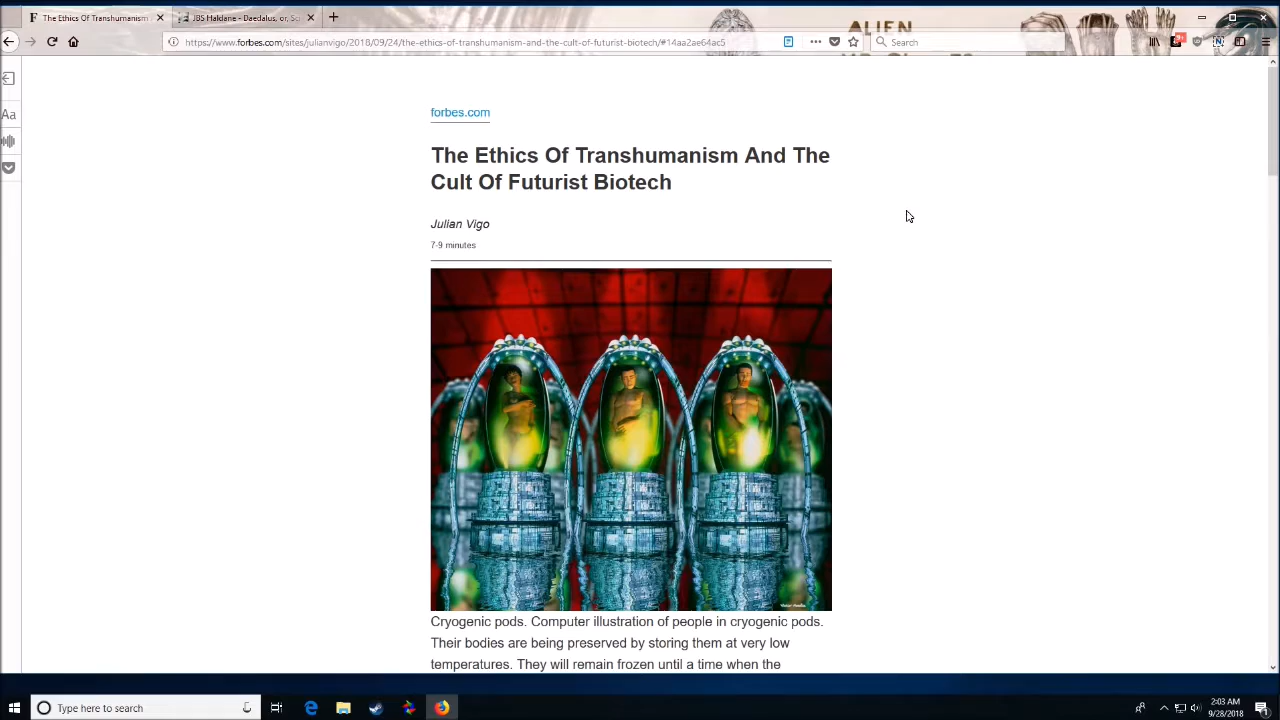 The Ethics Of Transhumanism
JBS Haldane - Daedalus, or, Sc
ALIEN
https://www.forbes.com/sites/julianvigo/2018/09/24/the-ethics-of-transhumanism-and-the-cult-of-futurist-biotech/#14aa2ae64ac5
Search
Aa
forbes.com
The Ethics Of Transhumanism And The
Cult Of Futurist Biotech
Julian Vigo
7-9 minutes
Cryogenic pods. Computer illustration of people in cryogenic pods.
Their bodies are being preserved by storing them at very low
temperatures. They will remain frozen until a time when the
Type here to search
2:03 AM
9/28/2018